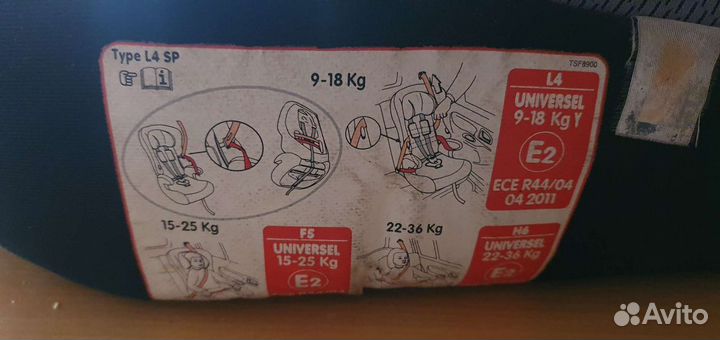 Type L4 SP
TSF8900
9-18 Kg
L4
UNIVERSEL
9-18 Kg Y
E2
ECE R44/04
04 2011
15-25 Kg
F5
UNIVERSEL
15-25 Kg
E2
22-36 Kg
H6
UNIVERSEL
22-36 Kg
E2
Avito